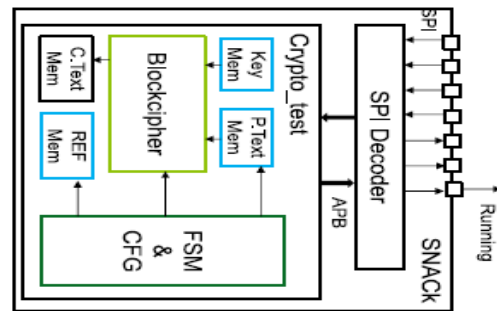 SNACk
SPI
Running
SPI Decoder
APB
Crypto_test
Key
Mem
P.Text
Mem
Blockcipher
C.Text
Mem
REF
Mem
FSM
&
CFG